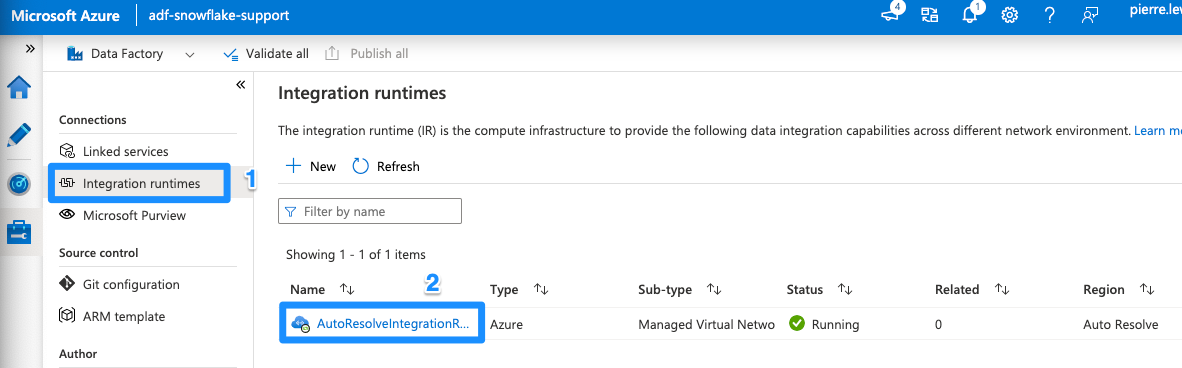 Microsoft Azure | adf-snowflake-support 4 1 ? pierre.le
Data Factory Validate all Publish all
Integration runtimes
Connections
The integration runtime (IR) is the compute infrastructure to provide the following data integration capabilities across different network environment. Learn
Linked services
New Refresh
Integration runtimes 1
Microsoft Purview
Filter by name
Source control
Showing 1 - 1 of 1 items
Git configuration
2
Name Type Sub-type Status Related Region
ARM template
AutoResolveIntegrationR... Azure Managed Virtual Netwo Running 0 Auto Resolve
Author